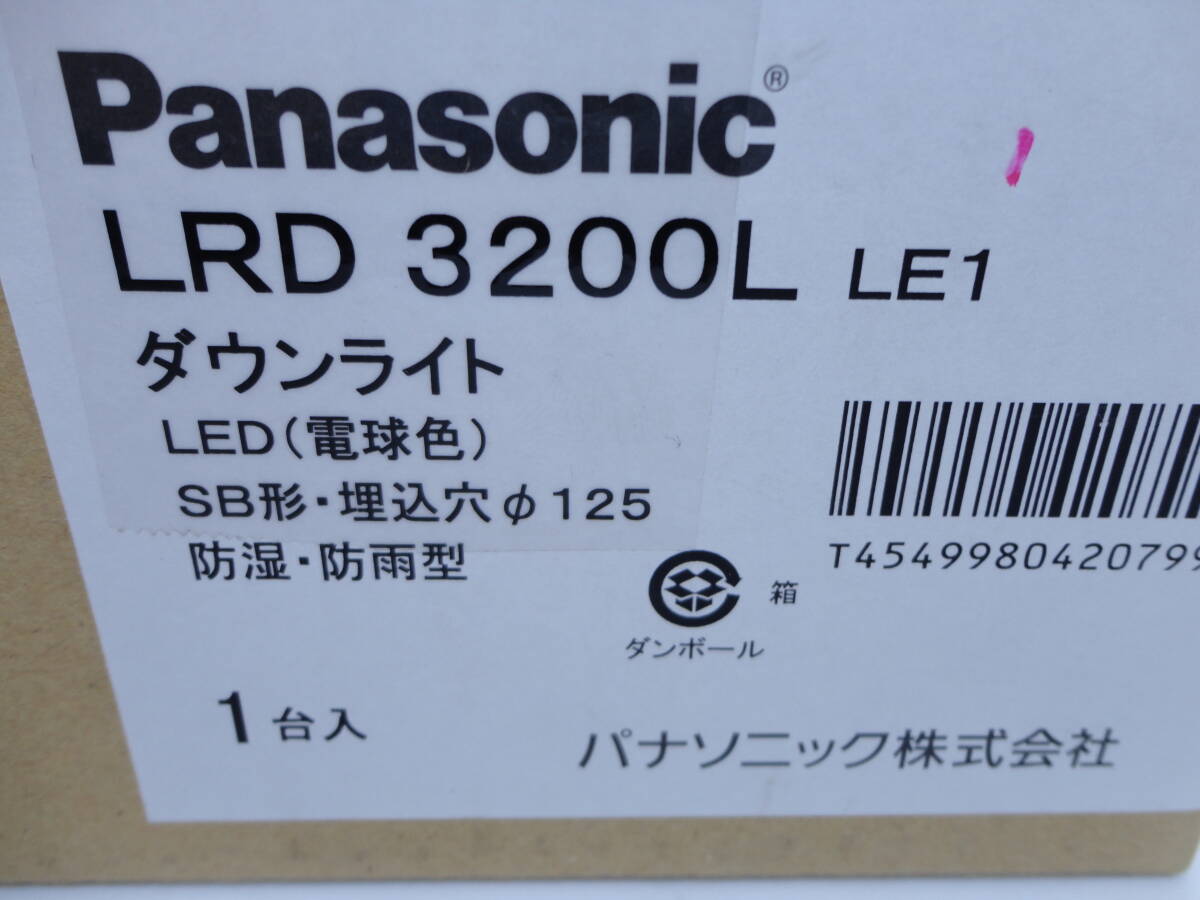 Panasonic®
LRD 3200L LE1
ダウンライト
LED(電球色)
SB形・埋込穴φ125
防湿・防雨型
T4549980420799
箱
ダンボール
1台入
パナソニック株式会社